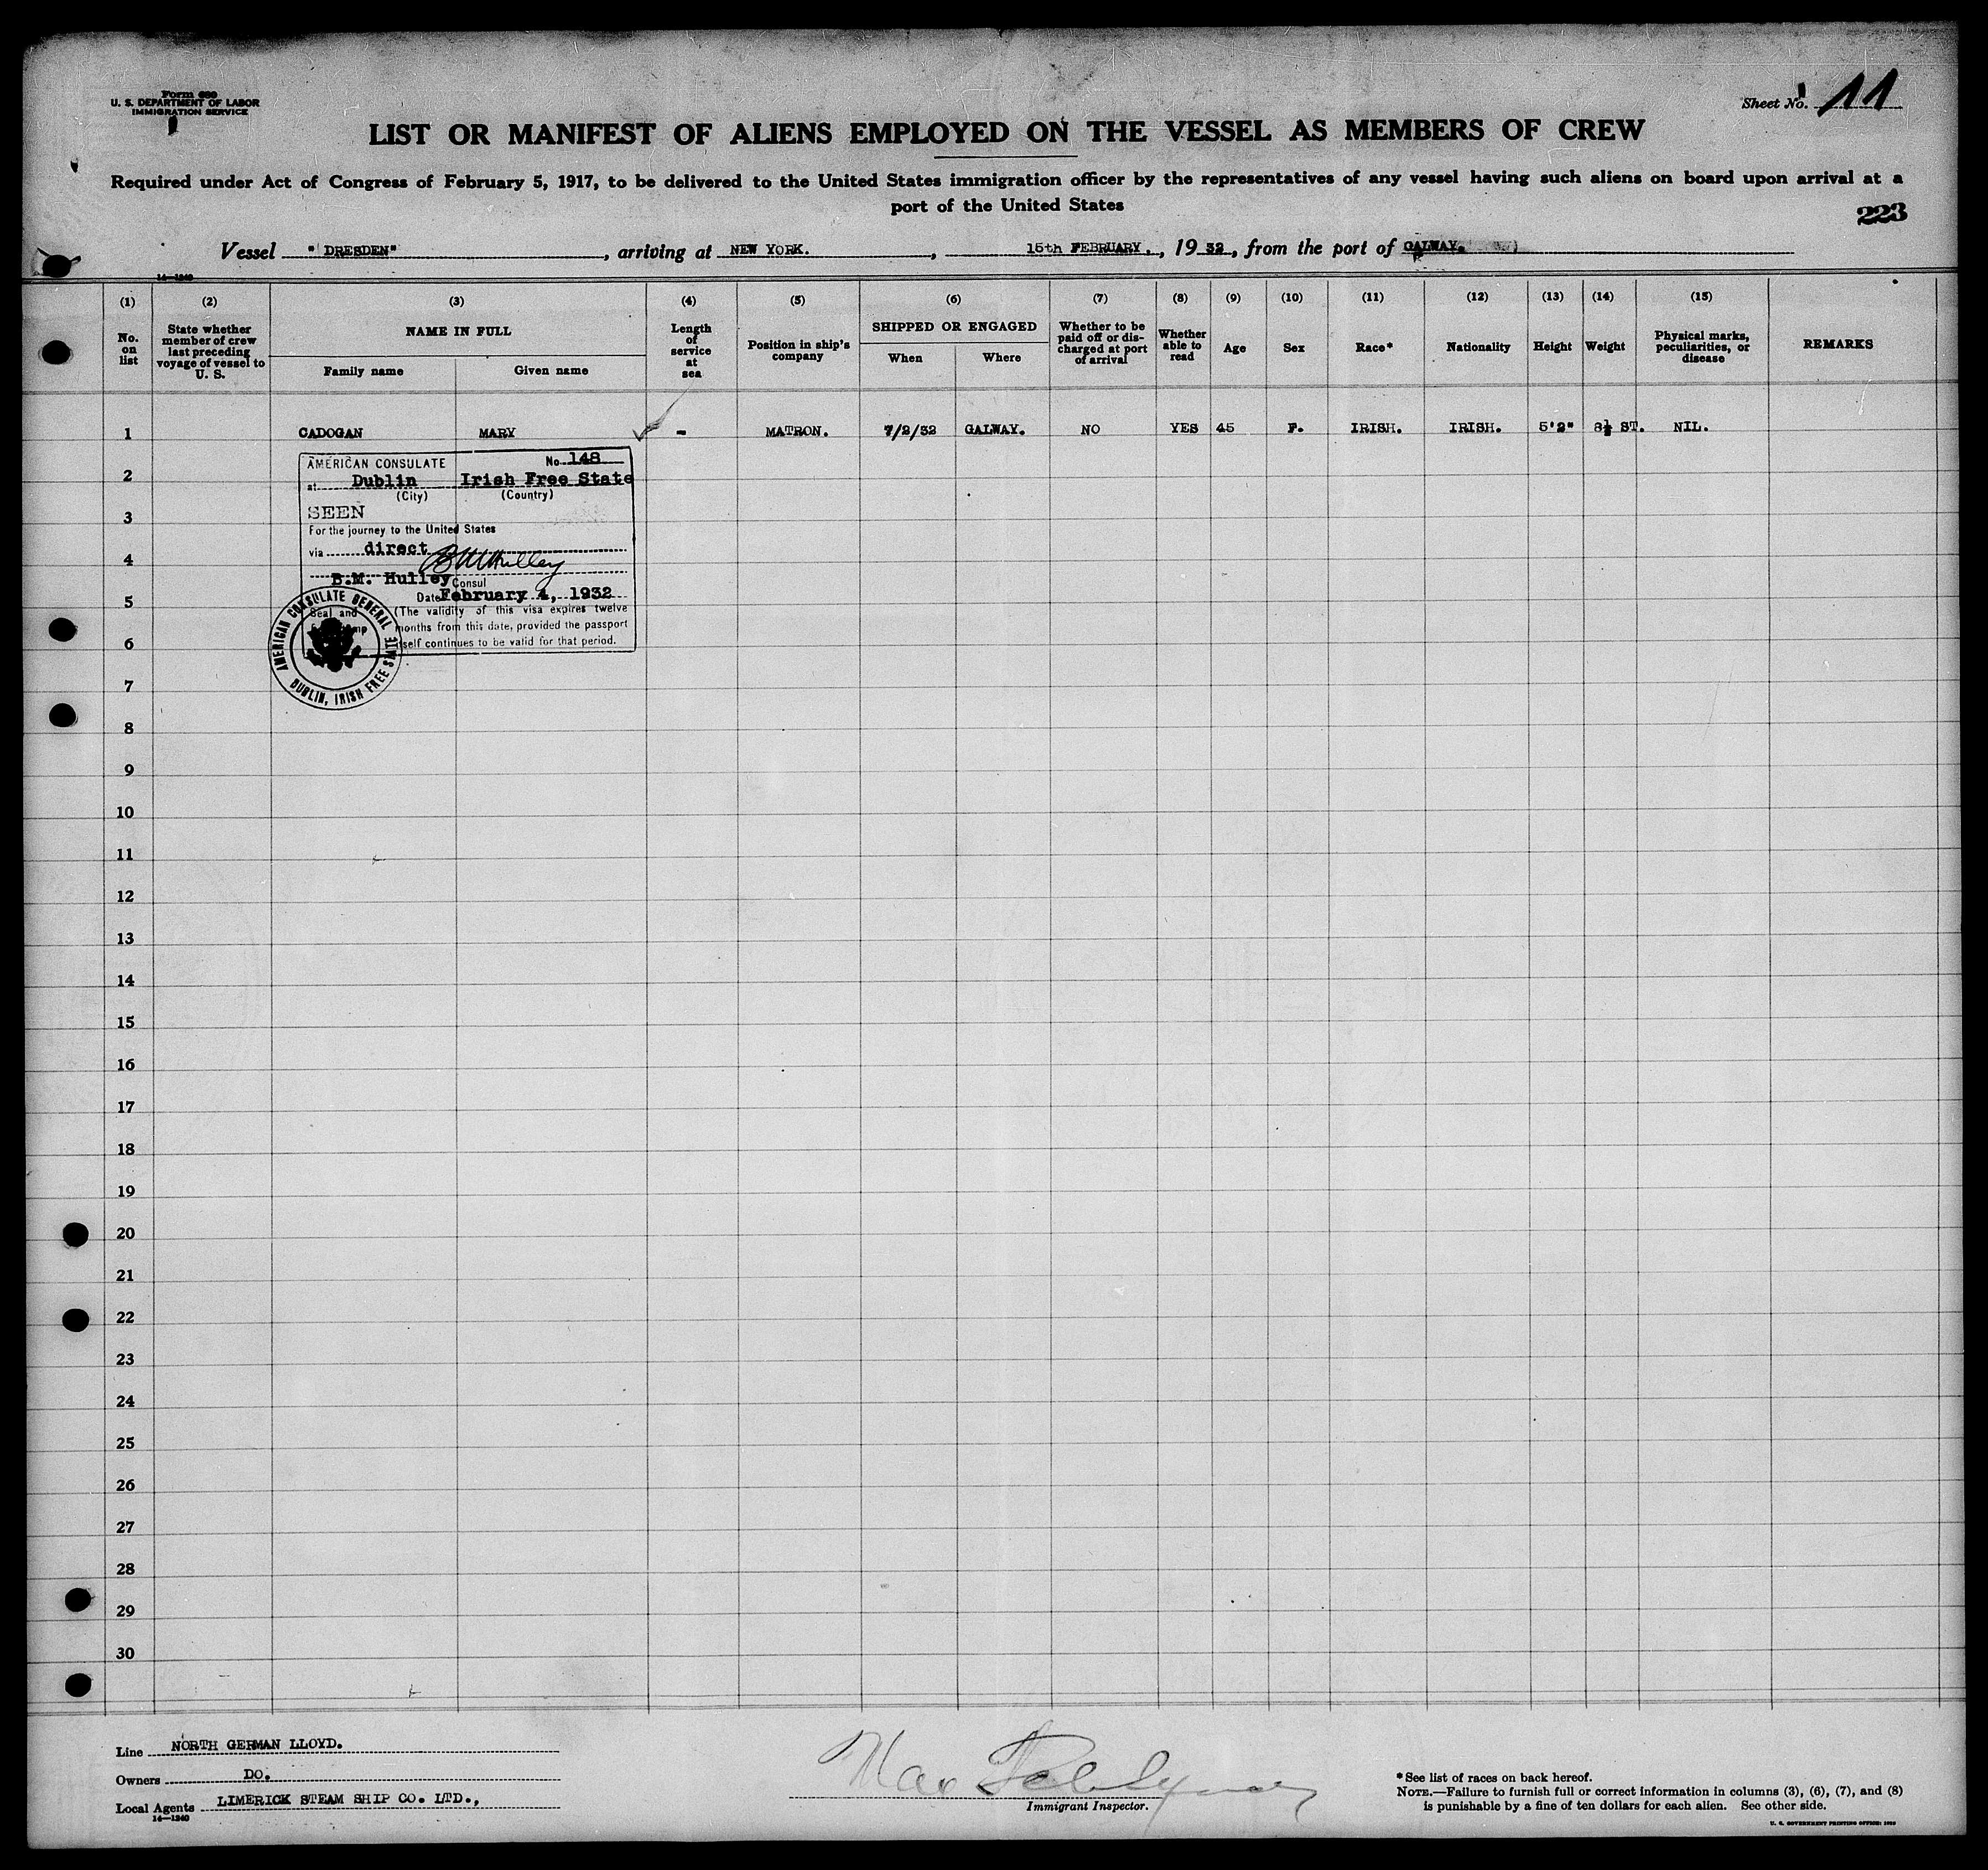 Form 680
U. S. DEPARTMENT OF LABOR
IMMIGRATION SERVICE
Sheet No. 11
LIST OR MANIFEST OF ALIENS EMPLOYED ON THE VESSEL AS MEMBERS OF CREW
Required under Act of Congress of February 5, 1917, to be delivered to the United States immigration officer by the representatives of any vessel having such aliens on board upon arrival at a
port of the United States
223
Vessel "DRESDEN", arriving at NEW YORK., 15th FEBRUARY., 1932, from the port of GALWAY.
14—1240
(1) (2) (3) (4) (5) (6) (7) (8) (9) (10) (11) (12) (13) (14) (15)
No. on list
State whether member of crew last preceding voyage of vessel to U. S.
NAME IN FULL
Family name Given name
Length of service at sea
Position in ship's company
SHIPPED OR ENGAGED
When Where
Whether to be paid off or discharged at port of arrival
Whether able to read
Age
Sex
Race*
Nationality
Height
Weight
Physical marks, peculiarities, or disease
REMARKS
1 CADOGAN MARY - MATRON. 7/2/32 GALWAY. NO YES 45 F. IRISH. IRISH. 5'2" 8½ ST. NIL.
AMERICAN CONSULATE No. 148
at Dublin Irish Free State
(City) (Country)
SEEN
For the journey to the United States
via direct
B M Hulley
B.M. Hulley Consul
Date February 4, 1932
(The validity of this visa expires twelve
months from this date, provided the passport
itself continues to be valid for that period.
Seal and
AMERICAN CONSULATE GENERAL
DUBLIN, IRISH FREE STATE
2
3
4
5
6
7
8
9
10
11
12
13
14
15
16
17
18
19
20
21
22
23
24
25
26
27
28
29
30
Line NORTH GERMAN LLOYD.
Owners DO.
Local Agents LIMERICK STEAM SHIP CO. LTD.,
14—1240
Max
Immigrant Inspector.
*See list of races on back hereof.
NOTE.—Failure to furnish full or correct information in columns (3), (6), (7), and (8)
is punishable by a fine of ten dollars for each alien. See other side.
U. S. GOVERNMENT PRINTING OFFICE: